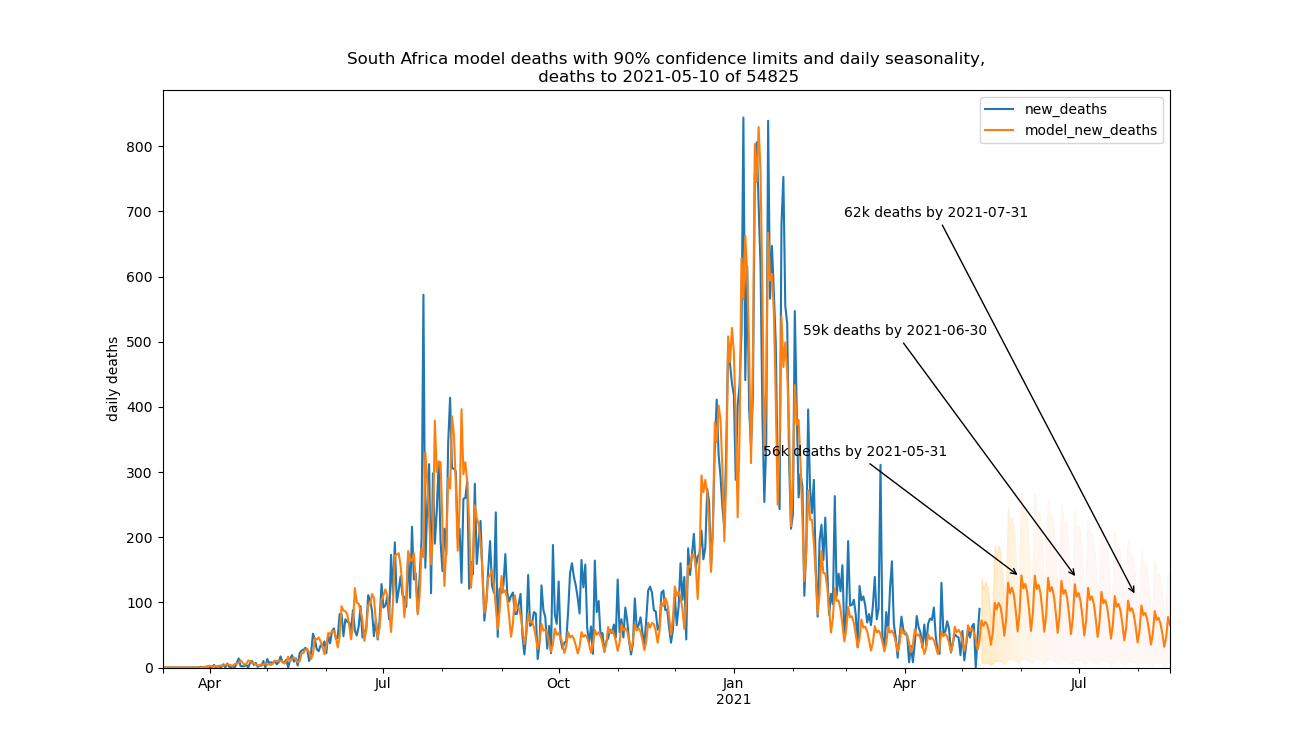 South Africa model deaths with 90% confidence limits and daily seasonality,
deaths to 2021-05-10 of 54825
new_deaths
model_new_deaths
daily deaths
800
700
600
500
400
300
200
100
0
62k deaths by 2021-07-31
59k deaths by 2021-06-30
56k deaths by 2021-05-31
Apr
Jul
Oct
Jan
2021
Apr
Jul